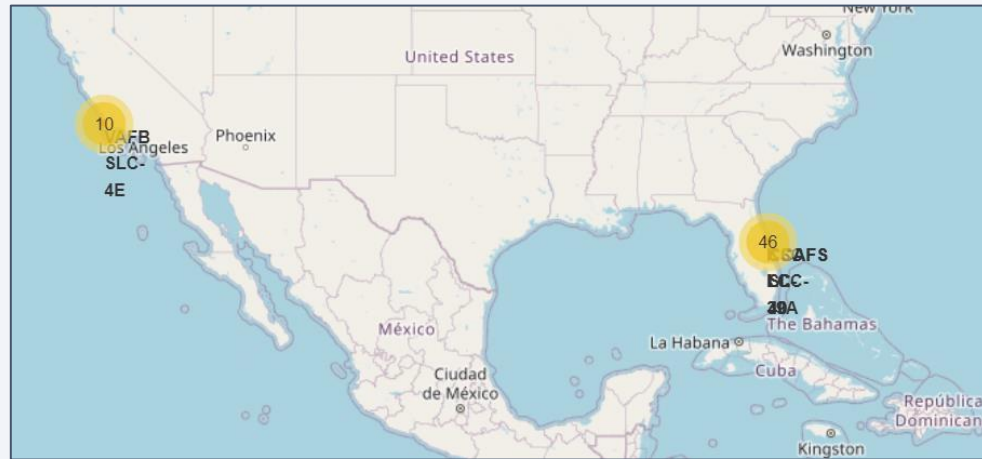 New York
Washington
United States
10
VAFB
Los Angeles
SLC-
4E
Phoenix
46
México
The Bahamas
La Habana
Cuba
Ciudad
de México
República
Dominican
Kingston